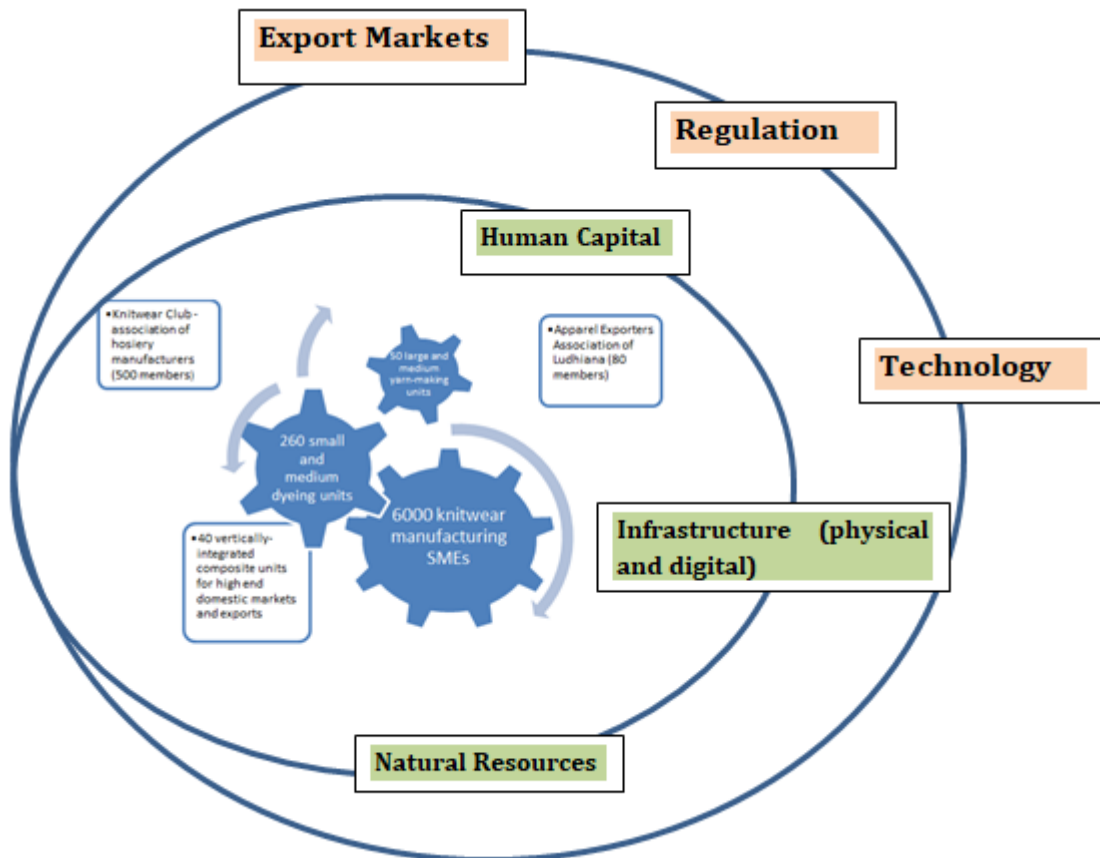 Export Markets
Regulation
Human Capital
▪Knitwear Club -
association of
hosiery
manufacturers
(500 members)
▪Apparel Exporters
Association of
Ludhiana (80
members)
50 large and
medium
yarn-making
units
Technology
260 small
and
medium
dyeing units
6000 knitwear
manufacturing
SMEs
Infrastructure (physical
and digital)
▪40 vertically-
integrated
composite units
for high end
domestic markets
and exports
Natural Resources